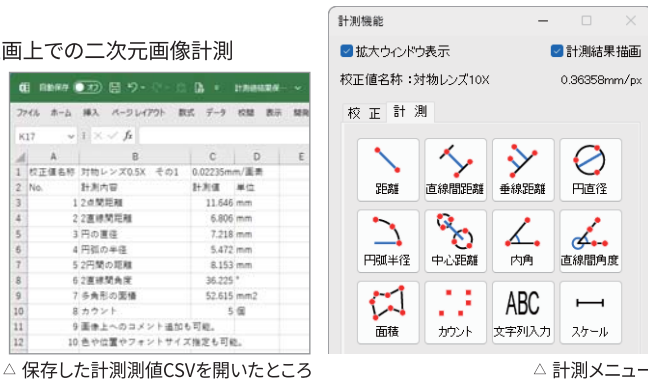 画上での二次元画像計測
自動保存 オフ
ファイル ホーム 挿入 ページレイアウト 数式 データ 校閲 表示 開発
K17 fx
A B C D E
1 校正値名称 対物レンズ0.5X その1 0.02235mm/画素
2 No. 計測内容 計測値 単位
3 1 2点間距離 11.646 mm
4 2 2直線間距離 6.806 mm
5 3 円の直径 7.218 mm
6 4 円弧の半径 5.472 mm
7 5 2円間の距離 8.153 mm
8 6 2直線間角度 36.225 °
9 7 多角形の面積 52.615 mm2
10 8 カウント 5 個
11 9 画像上へのコメント追加も可能。
12 10 色や位置やフォントサイズ指定も可能。
△ 保存した計測測値CSVを開いたところ
計測機能
拡大ウィンドウ表示 計測結果描画
校正値名称:対物レンズ10X 0.36358mm/px
校 正 計 測
距離 直線間距離 垂線距離 円直径
円弧半径 中心距離 内角 直線間角度
ABC
面積 カウント 文字列入力 スケール
△ 計測メニュー